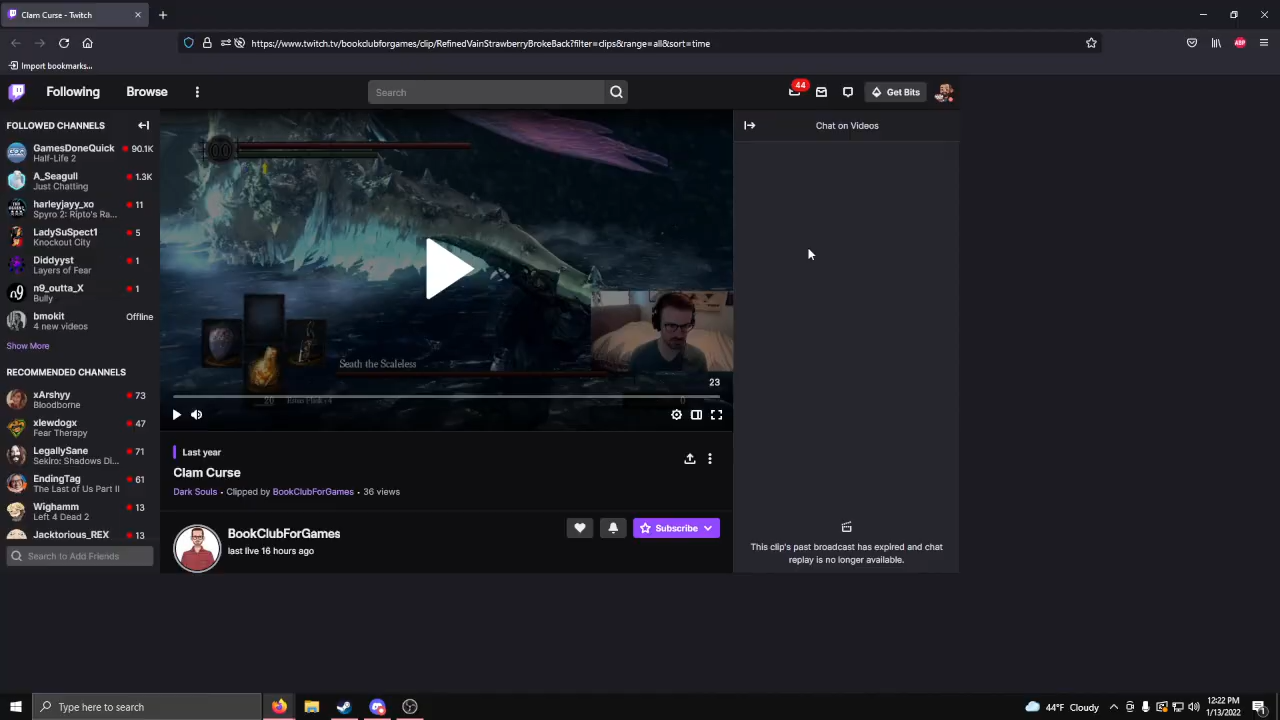 Clam Curse - Twitch
https://www.twitch.tv/bookclubforgames/clip/RefinedVainStrawberryBrokeBack?filter=clips&range=all&sort=time
Import bookmarks...
Following
Browse
Search
44
Get Bits
FOLLOWED CHANNELS
GamesDoneQuick 90.1K
Half-Life 2
A_Seagull 1.3K
Just Chatting
harleyjayy_xo 11
Spyro 2: Ripto's Ra...
LadySuSpect1 5
Knockout City
Diddyyst 1
Layers of Fear
n9_outta_X 1
Bully
bmokit Offline
4 new videos
Show More
RECOMMENDED CHANNELS
xArshyy 73
Bloodborne
xlewdogx 47
Fear Therapy
LegallySane 71
Sekiro: Shadows Di...
EndingTag 61
The Last of Us Part II
Wighamm 13
Left 4 Dead 2
Jacktorious_REX 13
Search to Add Friends
00
Seath the Scaleless
23
20
0
Last year
Clam Curse
Dark Souls • Clipped by BookClubForGames • 36 views
BookClubForGames
last live 16 hours ago
Subscribe
Chat on Videos
This clip's past broadcast has expired and chat
replay is no longer available.
Type here to search
44°F Cloudy
12:22 PM
1/13/2022
1